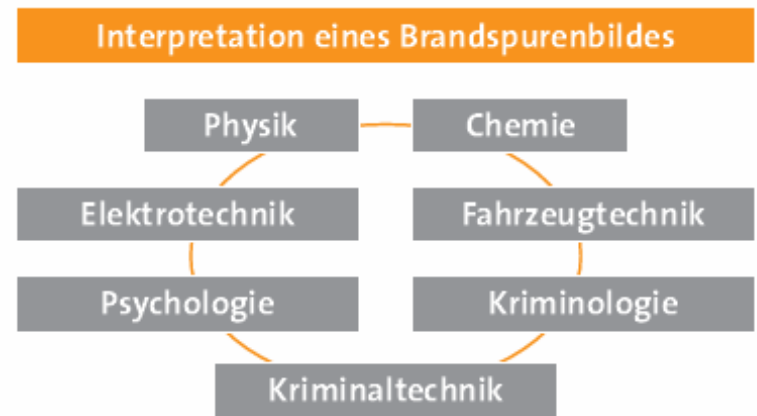 Interpretation eines Brandspurenbildes
Physik
Chemie
Elektrotechnik
Fahrzeugtechnik
Psychologie
Kriminologie
Kriminaltechnik